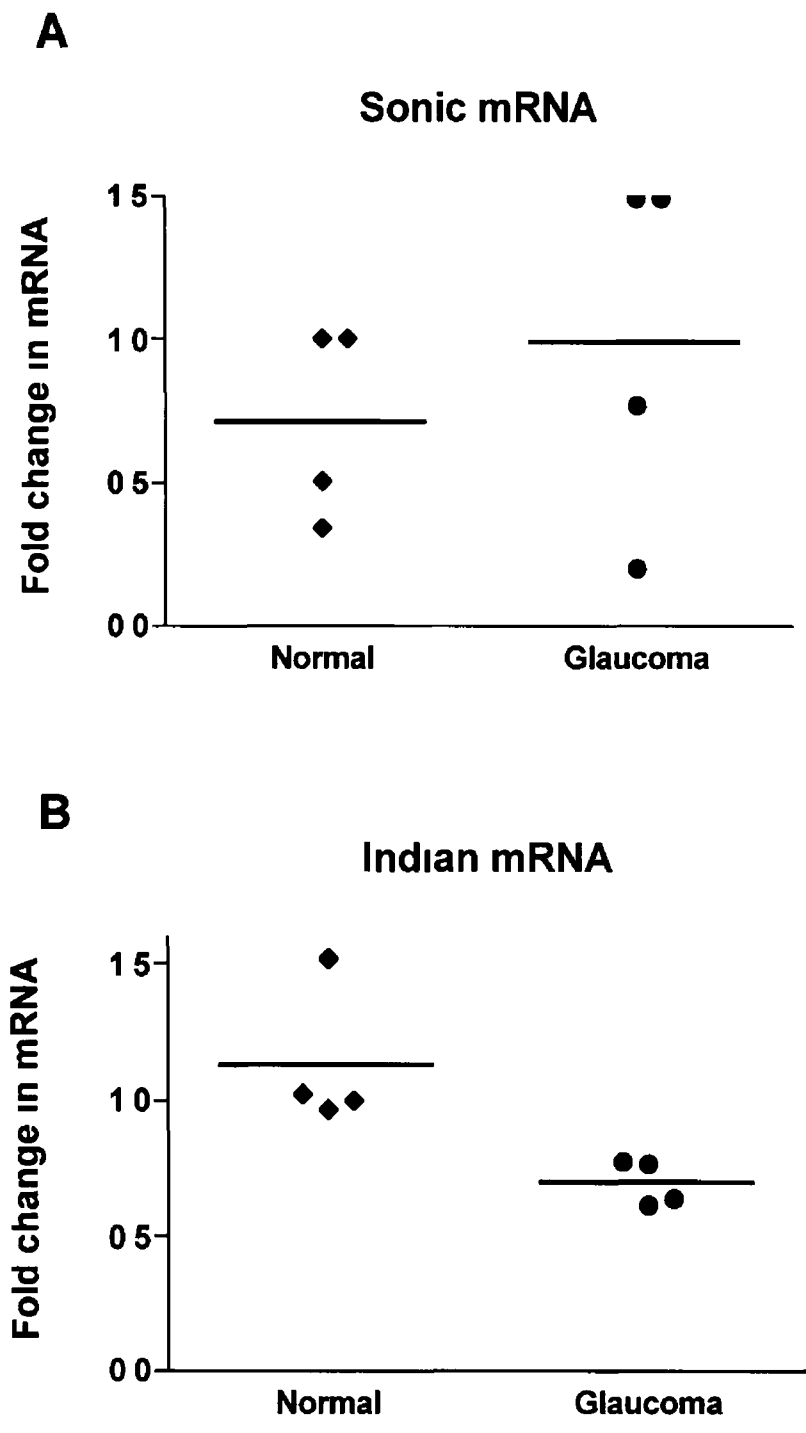 A
Sonic mRNA
Fold change in mRNA
1 5
1 0
0 5
0 0
Normal Glaucoma
B
Indıan mRNA
Fold change ın mRNA
1 5
1 0
0 5
0 0
Normal Glaucoma